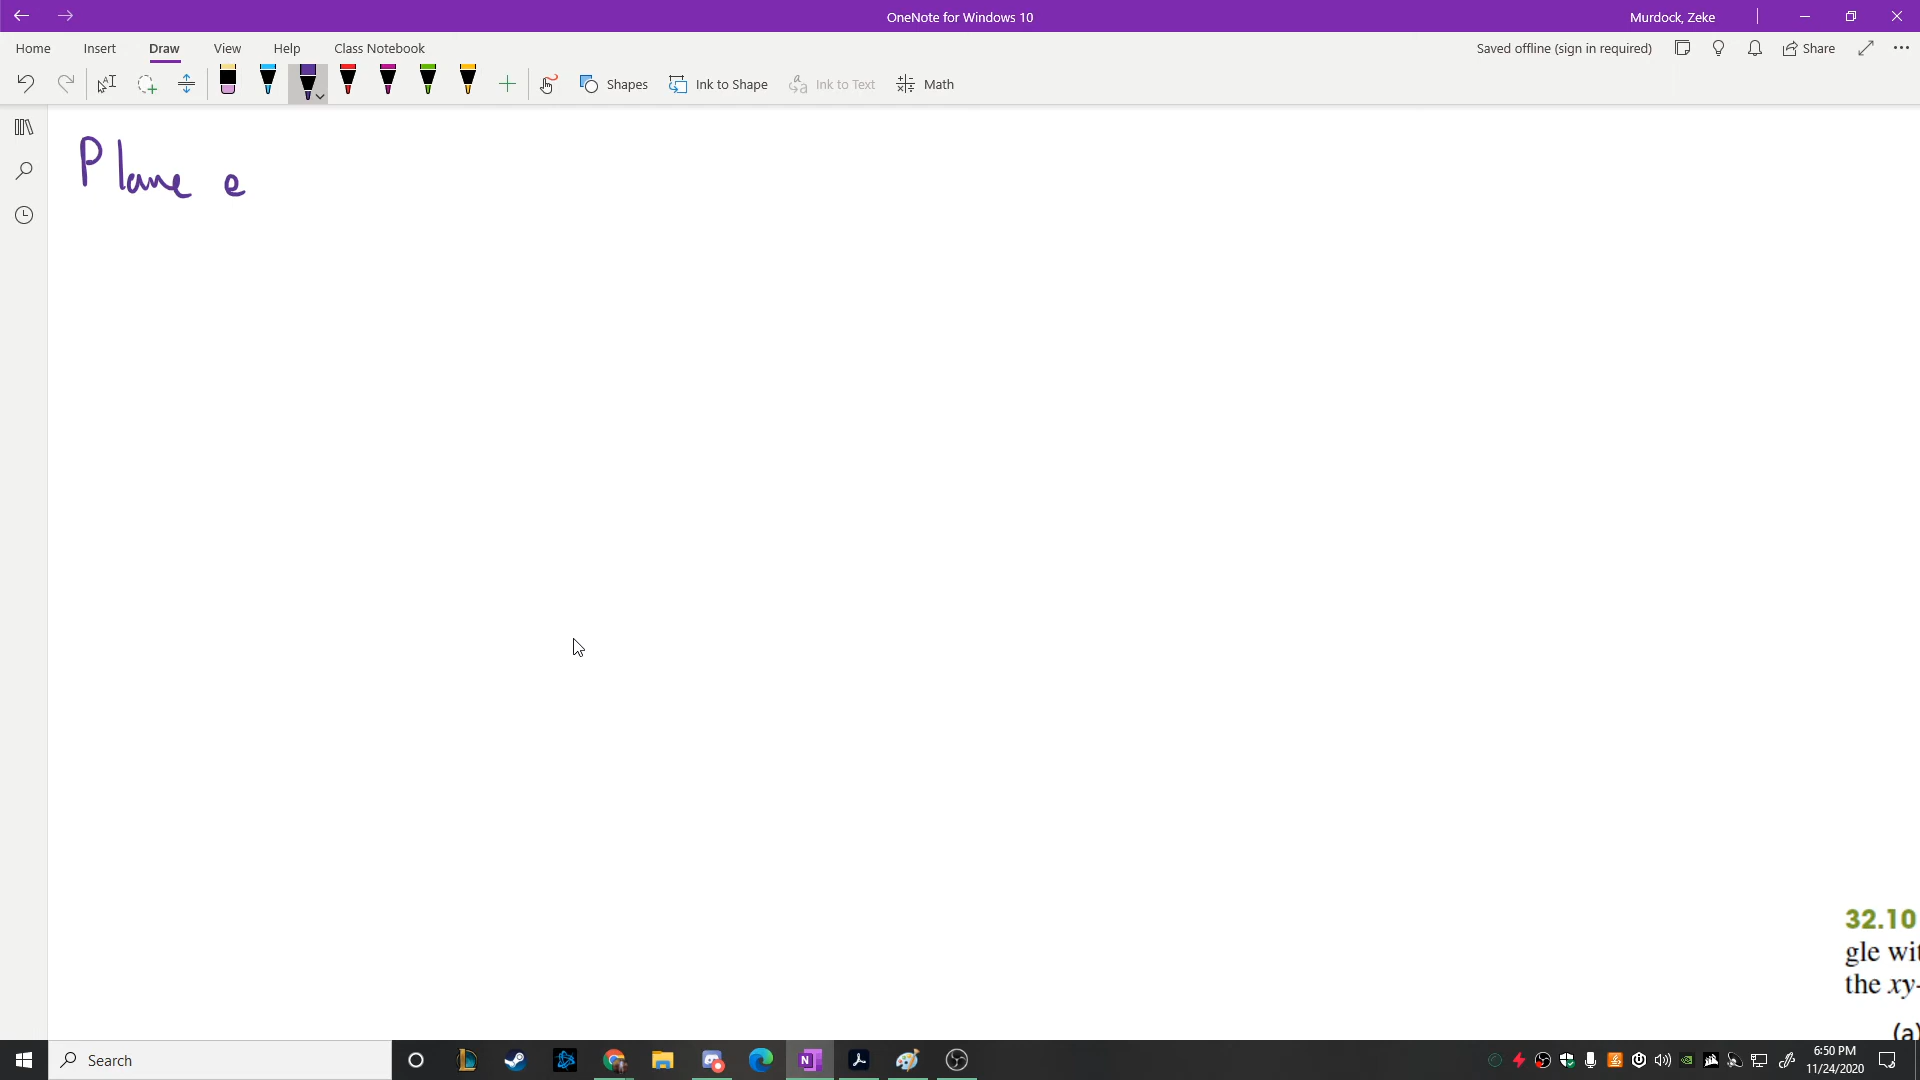 OneNote for Windows 10
Murdock, Zeke
Home Insert Draw View Help Class Notebook
Saved offline (sign in required) Share
Shapes Ink to Shape Ink to Text Math
Plane e
32.10
gle wit
the xy-
(a)
Search
6:50 PM
11/24/2020